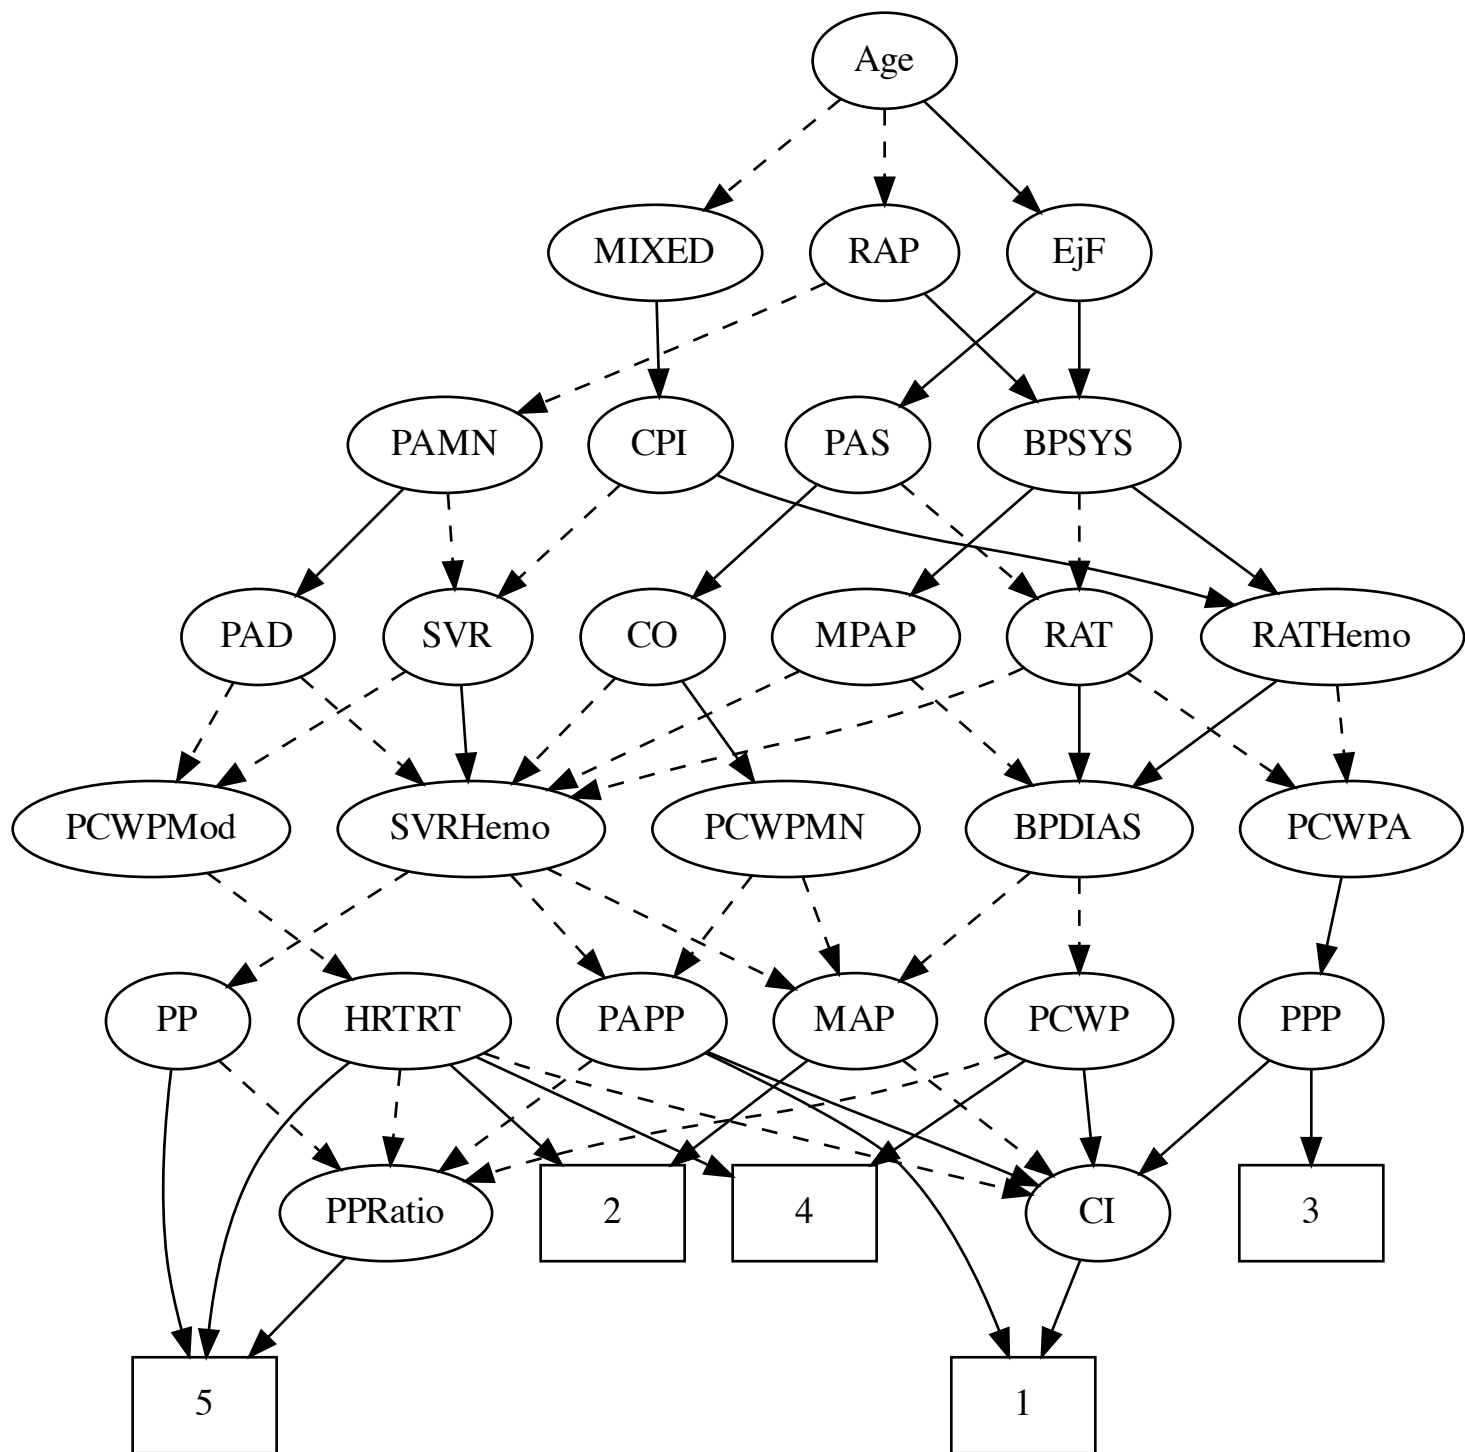 Age
MIXED
RAP
EjF
PAMN
CPI
PAS
BPSYS
PAD
SVR
CO
MPAP
RAT
RATHemo
PCWPMod
SVRHemo
PCWPMN
BPDIAS
PCWPA
PP
HRTRT
PAPP
MAP
PCWP
PPP
PPRatio
2
4
CI
3
5
1